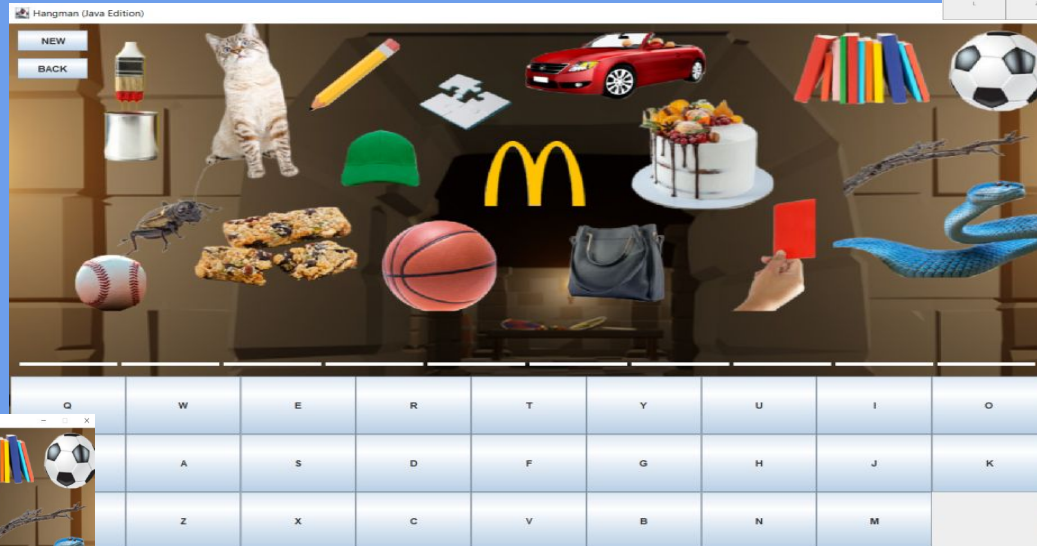 Hangman (Java Edition)
NEW
BACK
Q W E R T Y U I O
A S D F G H J K
Z X C V B N M